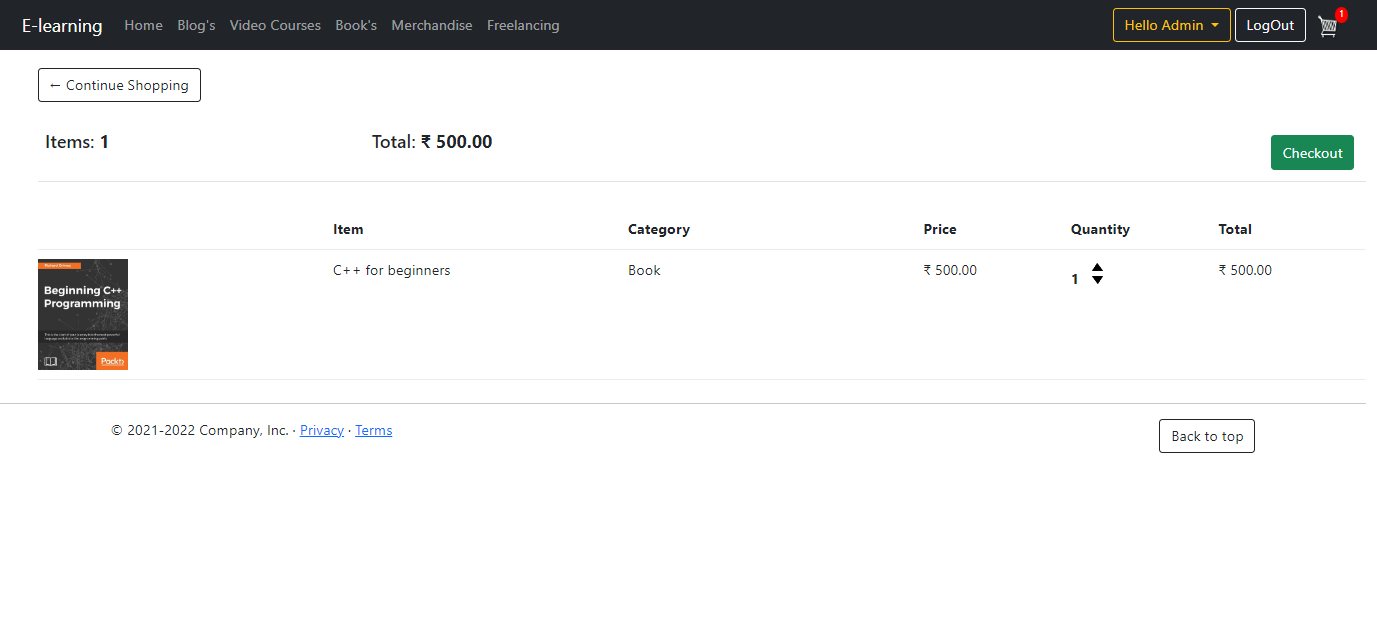 E-learning Home Blog's Video Courses Book's Merchandise Freelancing Hello Admin LogOut 1
← Continue Shopping
Items: 1 Total: ₹ 500.00 Checkout
Item Category Price Quantity Total
C++ for beginners Book ₹ 500.00 1 ₹ 500.00
Beginning C++
Programming
Packt>
© 2021-2022 Company, Inc. · Privacy · Terms Back to top